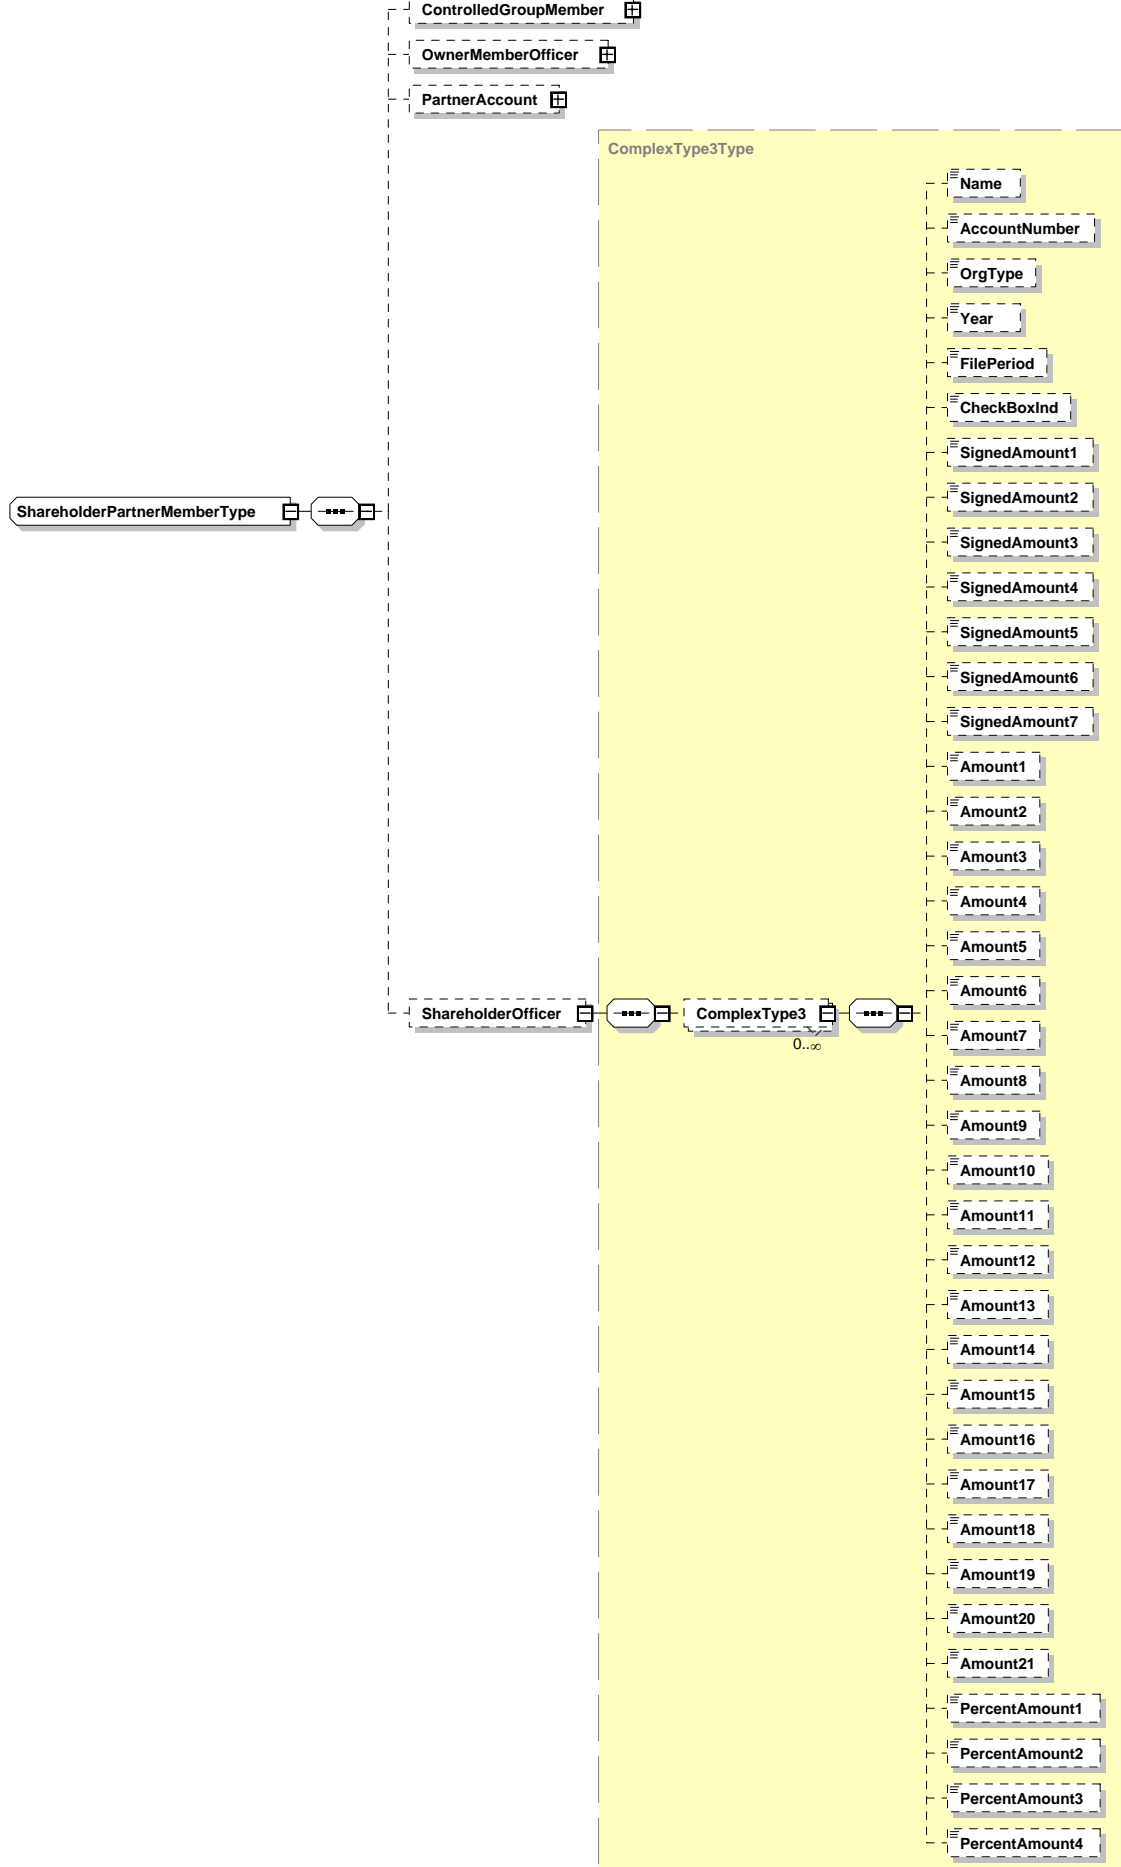 ControlledGroupMember
OwnerMemberOfficer
PartnerAccount
ComplexType3Type
Name
AccountNumber
OrgType
Year
FilePeriod
CheckBoxInd
SignedAmount1
SignedAmount2
ShareholderPartnerMemberType
SignedAmount3
SignedAmount4
SignedAmount5
SignedAmount6
SignedAmount7
Amount1
Amount2
Amount3
Amount4
Amount5
Amount6
ShareholderOfficer
ComplexType3
0..∞
Amount7
Amount8
Amount9
Amount10
Amount11
Amount12
Amount13
Amount14
Amount15
Amount16
Amount17
Amount18
Amount19
Amount20
Amount21
PercentAmount1
PercentAmount2
PercentAmount3
PercentAmount4